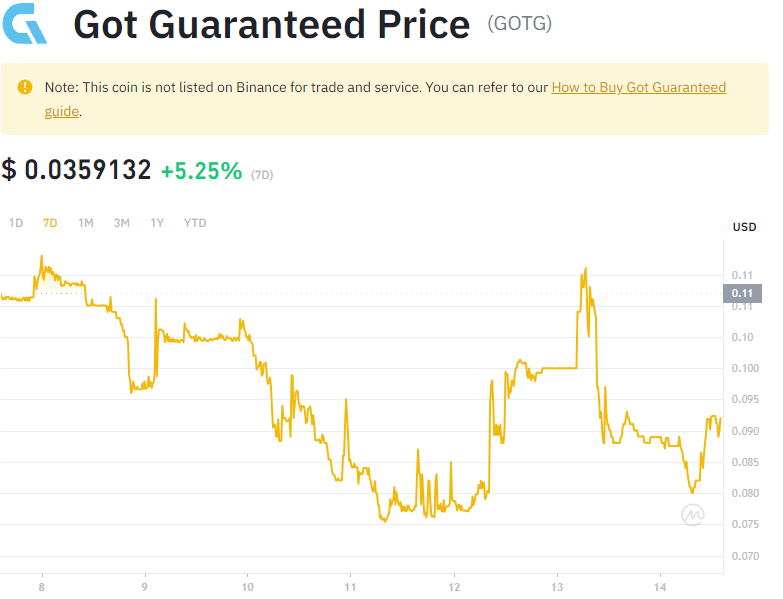 Got Guaranteed Price (GOTG)
Note: This coin is not listed on Binance for trade and service. You can refer to our How to Buy Got Guaranteed
guide.
$ 0.0359132 +5.25% (7D)
1D 7D 1M 3M 1Y YTD
USD
0.11
0.11
0.11
0.10
0.100
0.095
0.090
0.085
0.080
0.075
0.070
8 9 10 11 12 13 14